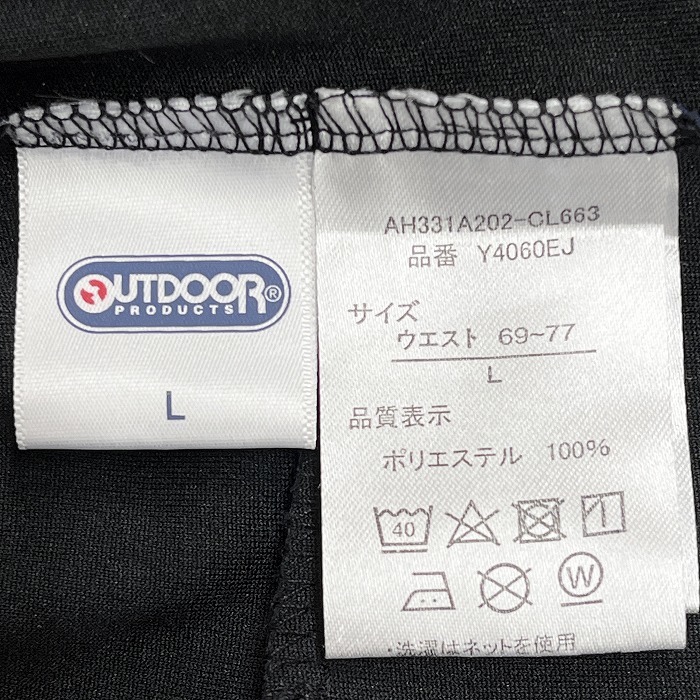 OUTDOOR®
PRODUCTS
L
AH331A202-CL663
品番 Y4060EJ
サイズ
ウエスト 69~77
L
品質表示
ポリエステル 100%
40
W
・洗濯はネットを使用